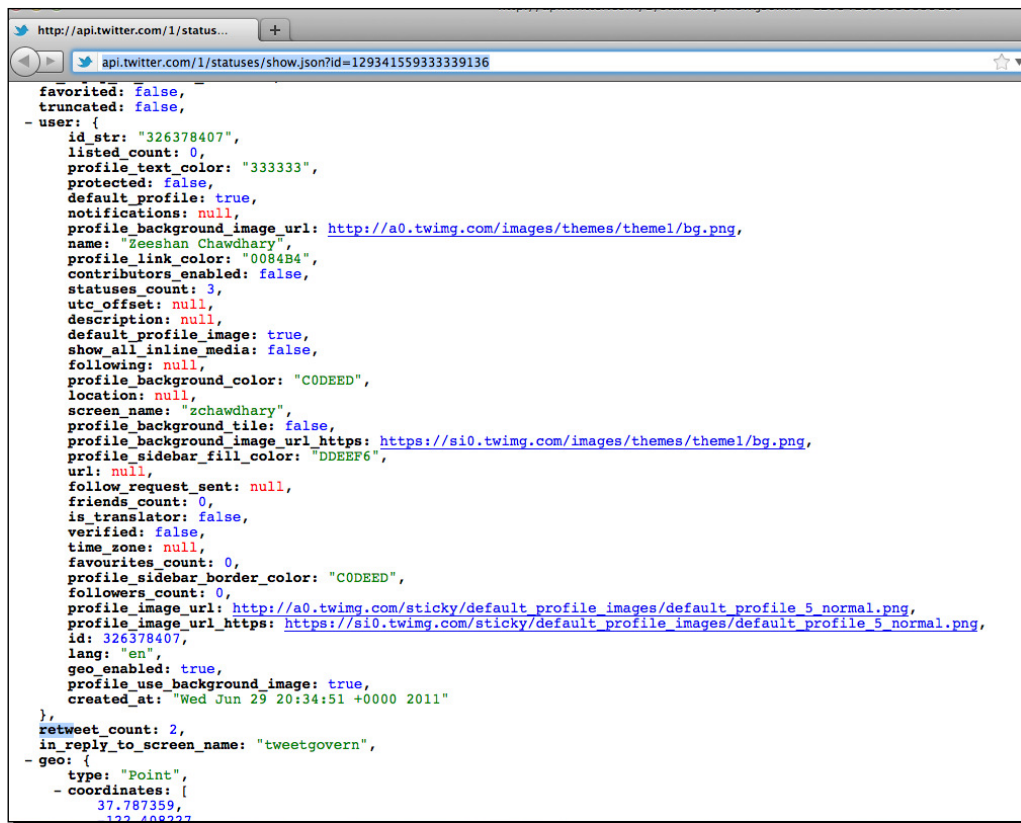 http://api.twitter.com/1/status...
api.twitter.com/1/statuses/show.json?id=129341559333339136
favorited: false,
truncated: false,
- user: {
id_str: "326378407",
listed_count: 0,
profile_text_color: "333333",
protected: false,
default_profile: true,
notifications: null,
profile_background_image_url: http://a0.twimg.com/images/themes/theme1/bg.png,
name: "Zeeshan Chawdhary",
profile_link_color: "0084B4",
contributors_enabled: false,
statuses_count: 3,
utc_offset: null,
description: null,
default_profile_image: true,
show_all_inline_media: false,
following: null,
profile_background_color: "C0DEED",
location: null,
screen_name: "zchawdhary",
profile_background_tile: false,
profile_background_image_url_https: https://si0.twimg.com/images/themes/theme1/bg.png,
profile_sidebar_fill_color: "DDEEF6",
url: null,
follow_request_sent: null,
friends_count: 0,
is_translator: false,
verified: false,
time_zone: null,
favourites_count: 0,
profile_sidebar_border_color: "C0DEED",
followers_count: 0,
profile_image_url: http://a0.twimg.com/sticky/default_profile_images/default_profile_5_normal.png,
profile_image_url_https: https://si0.twimg.com/sticky/default_profile_images/default_profile_5_normal.png,
id: 326378407,
lang: "en",
geo_enabled: true,
profile_use_background_image: true,
created_at: "Wed Jun 29 20:34:51 +0000 2011"
},
retweet_count: 2,
in_reply_to_screen_name: "tweetgovern",
- geo: {
type: "Point",
- coordinates: [
37.787359,
-122.408227